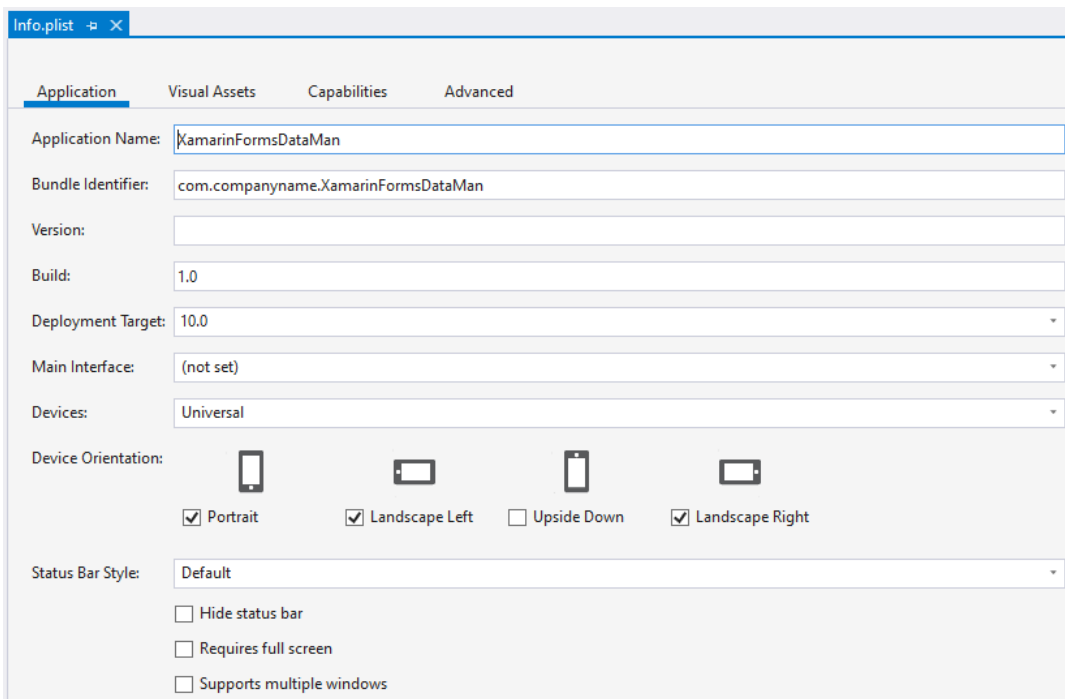 Info.plist
Application Visual Assets Capabilities Advanced
Application Name: XamarinFormsDataMan
Bundle Identifier: com.companyname.XamarinFormsDataMan
Version:
Build: 1.0
Deployment Target: 10.0
Main Interface: (not set)
Devices: Universal
Device Orientation:
Portrait Landscape Left Upside Down Landscape Right
Status Bar Style: Default
Hide status bar
Requires full screen
Supports multiple windows